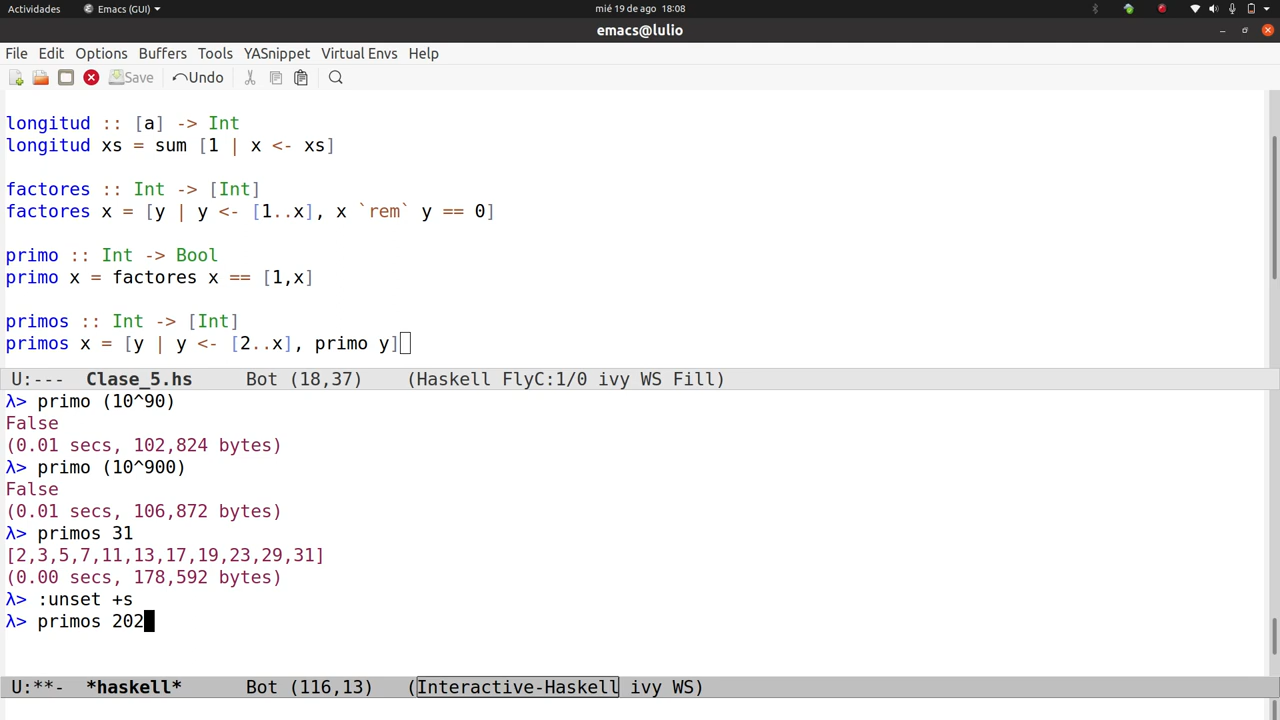 Actividades Emacs (GUI) mié 19 de ago 18:08
emacs@lulio
File Edit Options Buffers Tools YASnippet Virtual Envs Help
Save Undo
longitud :: [a] -> Int
longitud xs = sum [1 | x <- xs]
factores :: Int -> [Int]
factores x = [y | y <- [1..x], x `rem` y == 0]
primo :: Int -> Bool
primo x = factores x == [1,x]
primos :: Int -> [Int]
primos x = [y | y <- [2..x], primo y]
U:--- Clase_5.hs Bot (18,37) (Haskell FlyC:1/0 ivy WS Fill)
λ> primo (10^90)
False
(0.01 secs, 102,824 bytes)
λ> primo (10^900)
False
(0.01 secs, 106,872 bytes)
λ> primos 31
[2,3,5,7,11,13,17,19,23,29,31]
(0.00 secs, 178,592 bytes)
λ> :unset +s
λ> primos 202
U:**- *haskell* Bot (116,13) (Interactive-Haskell ivy WS)